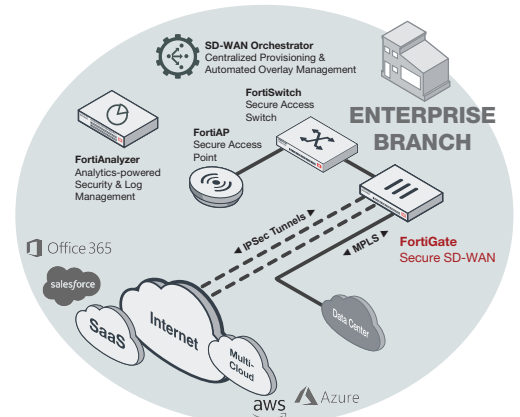 SD-WAN Orchestrator
Centralized Provisioning &
Automated Overlay Management
FortiSwitch
Secure Access
Switch
ENTERPRISE
BRANCH
FortiAP
Secure Access
Point
FortiAnalyzer
Analytics-powered
Security & Log
Management
◄ IPSec Tunnels ►
◄ MPLS ►
FortiGate
Secure SD-WAN
Office 365
salesforce
SaaS
Internet
Multi-
Cloud
Data Center
aws
Azure